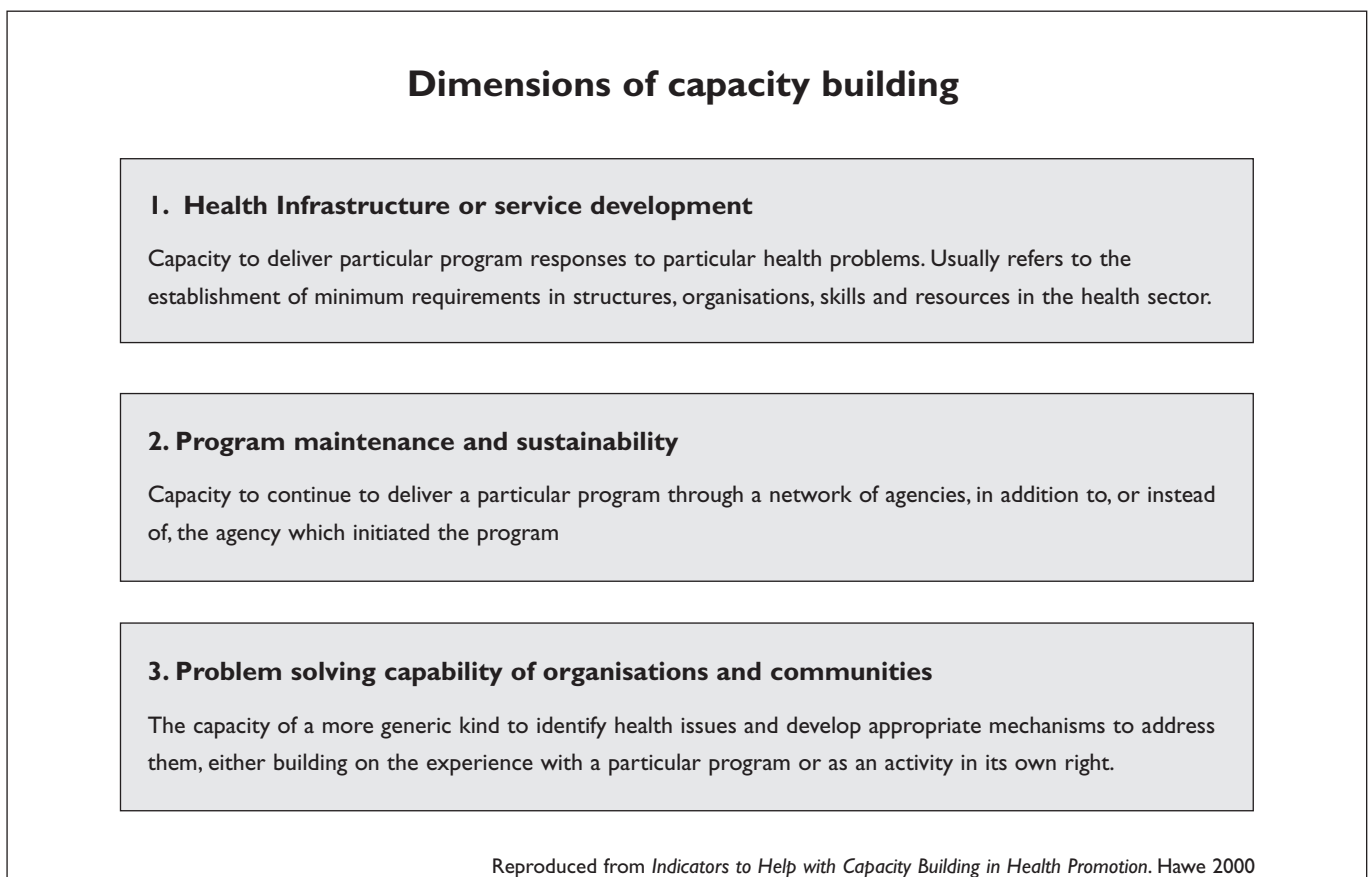 Dimensions of capacity building
1. Health Infrastructure or service development
Capacity to deliver particular program responses to particular health problems. Usually refers to the
establishment of minimum requirements in structures, organisations, skills and resources in the health sector.
2. Program maintenance and sustainability
Capacity to continue to deliver a particular program through a network of agencies, in addition to, or instead
of, the agency which initiated the program
3. Problem solving capability of organisations and communities
The capacity of a more generic kind to identify health issues and develop appropriate mechanisms to address
them, either building on the experience with a particular program or as an activity in its own right.
Reproduced from Indicators to Help with Capacity Building in Health Promotion. Hawe 2000